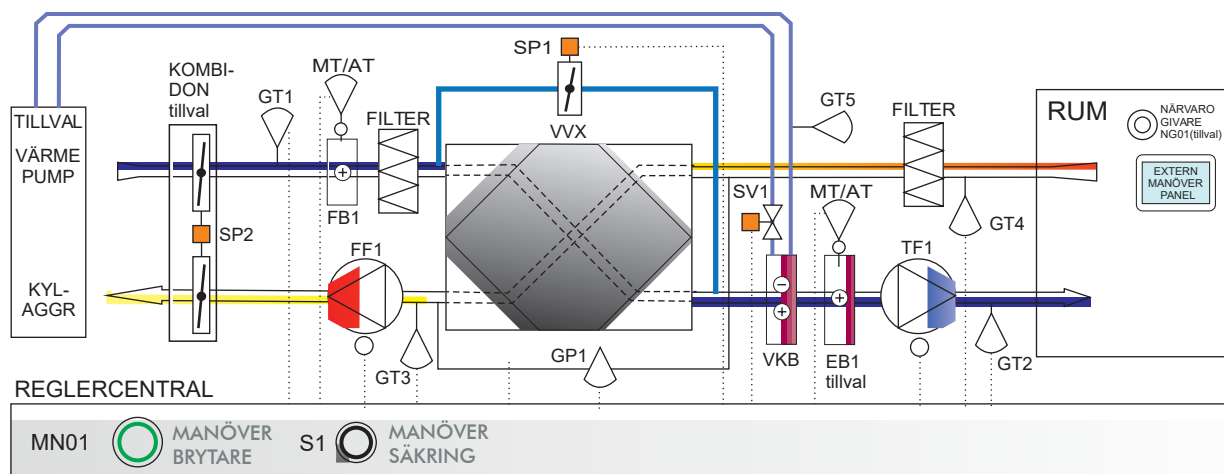 SP1
KOMBI-
DON
tillval
MT/AT
GT1
FILTER
VVX
GT5
FILTER
RUM
NÄRVARO
GIVARE
NG01(tillval)
TILLVAL
VÄRME
PUMP
EXTERN
MANÖVER
PANEL
FB1
SV1
MT/AT
GT4
SP2
FF1
TF1
KYL-
AGGR
GT3
GP1
VKB
EB1
tillval
GT2
REGLERCENTRAL
MN01
MANÖVER
BRYTARE
S1
MANÖVER
SÄKRING